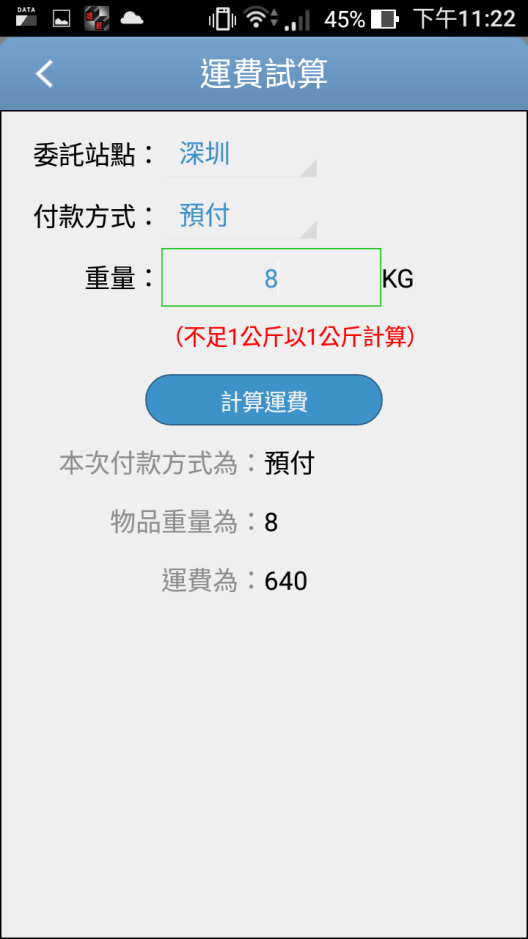 DATA
45% 下午11:22
運費試算
委託站點： 深圳
付款方式： 預付
重量： 8 KG
(不足1公斤以1公斤計算)
計算運費
本次付款方式為：預付
物品重量為：8
運費為：640